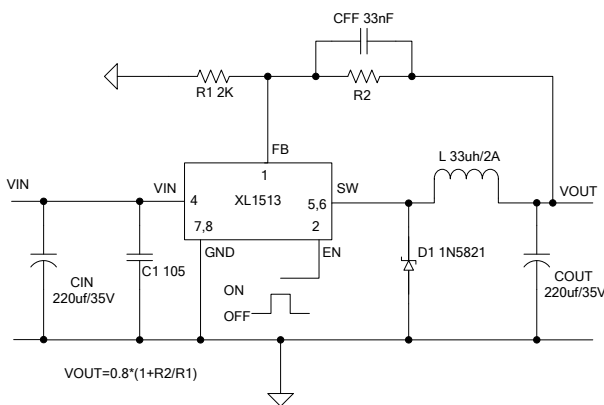 CFF 33nF
R1 2K
R2
FB
1
L 33uh/2A
VIN
VIN
4
XL1513
5,6
SW
VOUT
7,8
2
GND
EN
CIN
220uf/35V
C1 105
D1 1N5821
COUT
220uf/35V
ON
OFF
VOUT=0.8*(1+R2/R1)